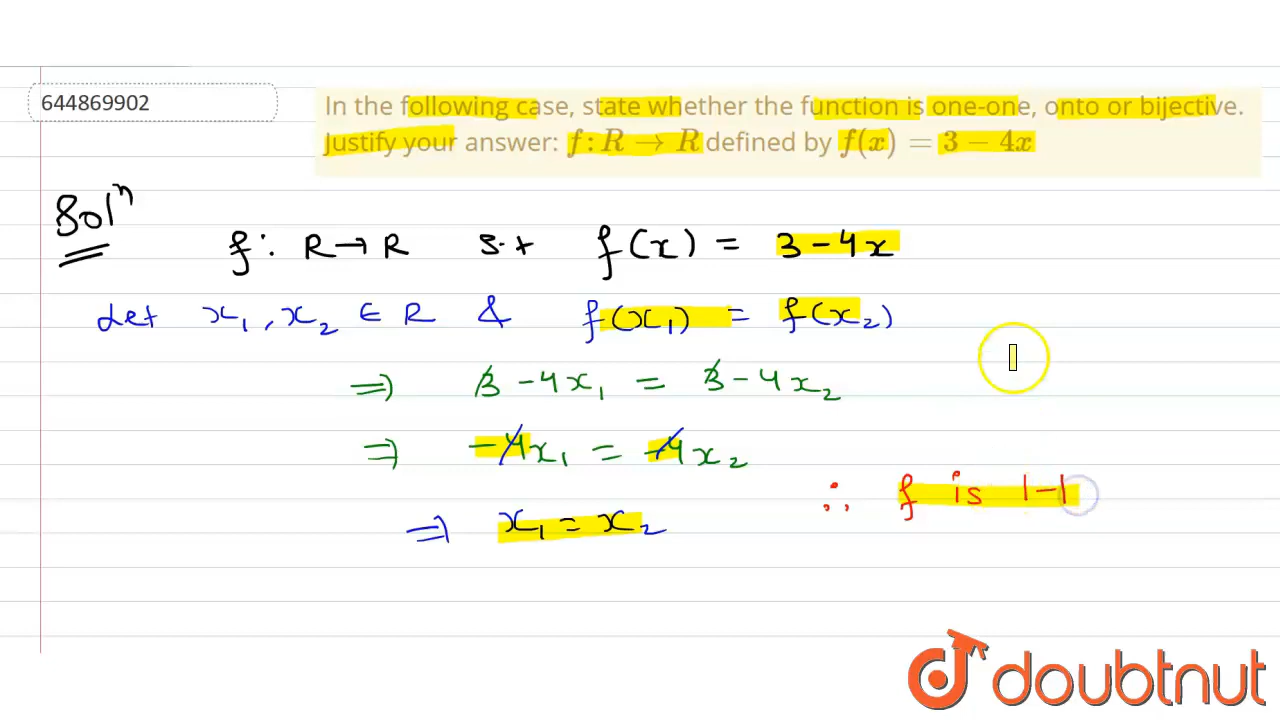 644869902
In the following case, state whether the function is one-one, onto or bijective.
Justify your answer: f : R → R defined by f(x) = 3 − 4x
Solⁿ
f : R → R s.t f(x) = 3 - 4x
Let x₁, x₂ ∈ R & f(x₁) = f(x₂)
⇒ 3 - 4x₁ = 3 - 4x₂
⇒ -4x₁ = -4x₂
∴ f is 1-1
⇒ x₁ = x₂
doubtnut